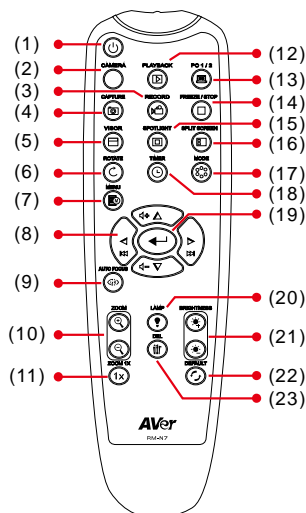 (1)
(2) CAMERA PLAYBACK PC 1 / 2 (12)
(3) (13)
CAPTURE RECORD FREEZE / STOP
(4) (14)
VISOR SPOTLIGHT SPLIT SCREEN (15)
(5) (16)
ROTATE TIMER MODE
(6) (17)
MENU (18)
(7)
(8) (19)
AUTO FOCUS
(9)
ZOOM LAMP BRIGHTNESS (20)
(10) (21)
DEL
ZOOM 1X DEFAULT
(11) 1x (22)
(23)
AVer
RM-N7